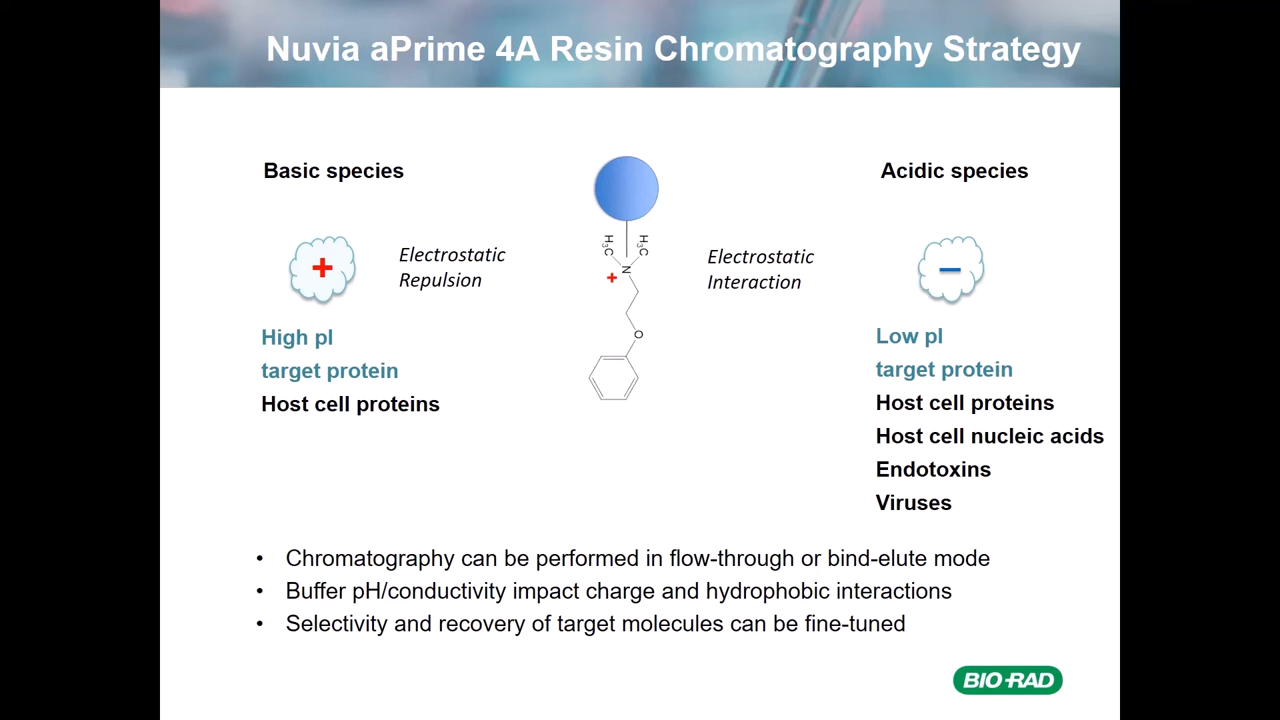 Nuvia aPrime 4A Resin Chromatography Strategy
Basic species
Acidic species
+
Electrostatic
Repulsion
H₃C
H₃C
N
+
O
Electrostatic
Interaction
−
High pI
target protein
Host cell proteins
Low pI
target protein
Host cell proteins
Host cell nucleic acids
Endotoxins
Viruses
• Chromatography can be performed in flow-through or bind-elute mode
• Buffer pH/conductivity impact charge and hydrophobic interactions
• Selectivity and recovery of target molecules can be fine-tuned
BIO-RAD